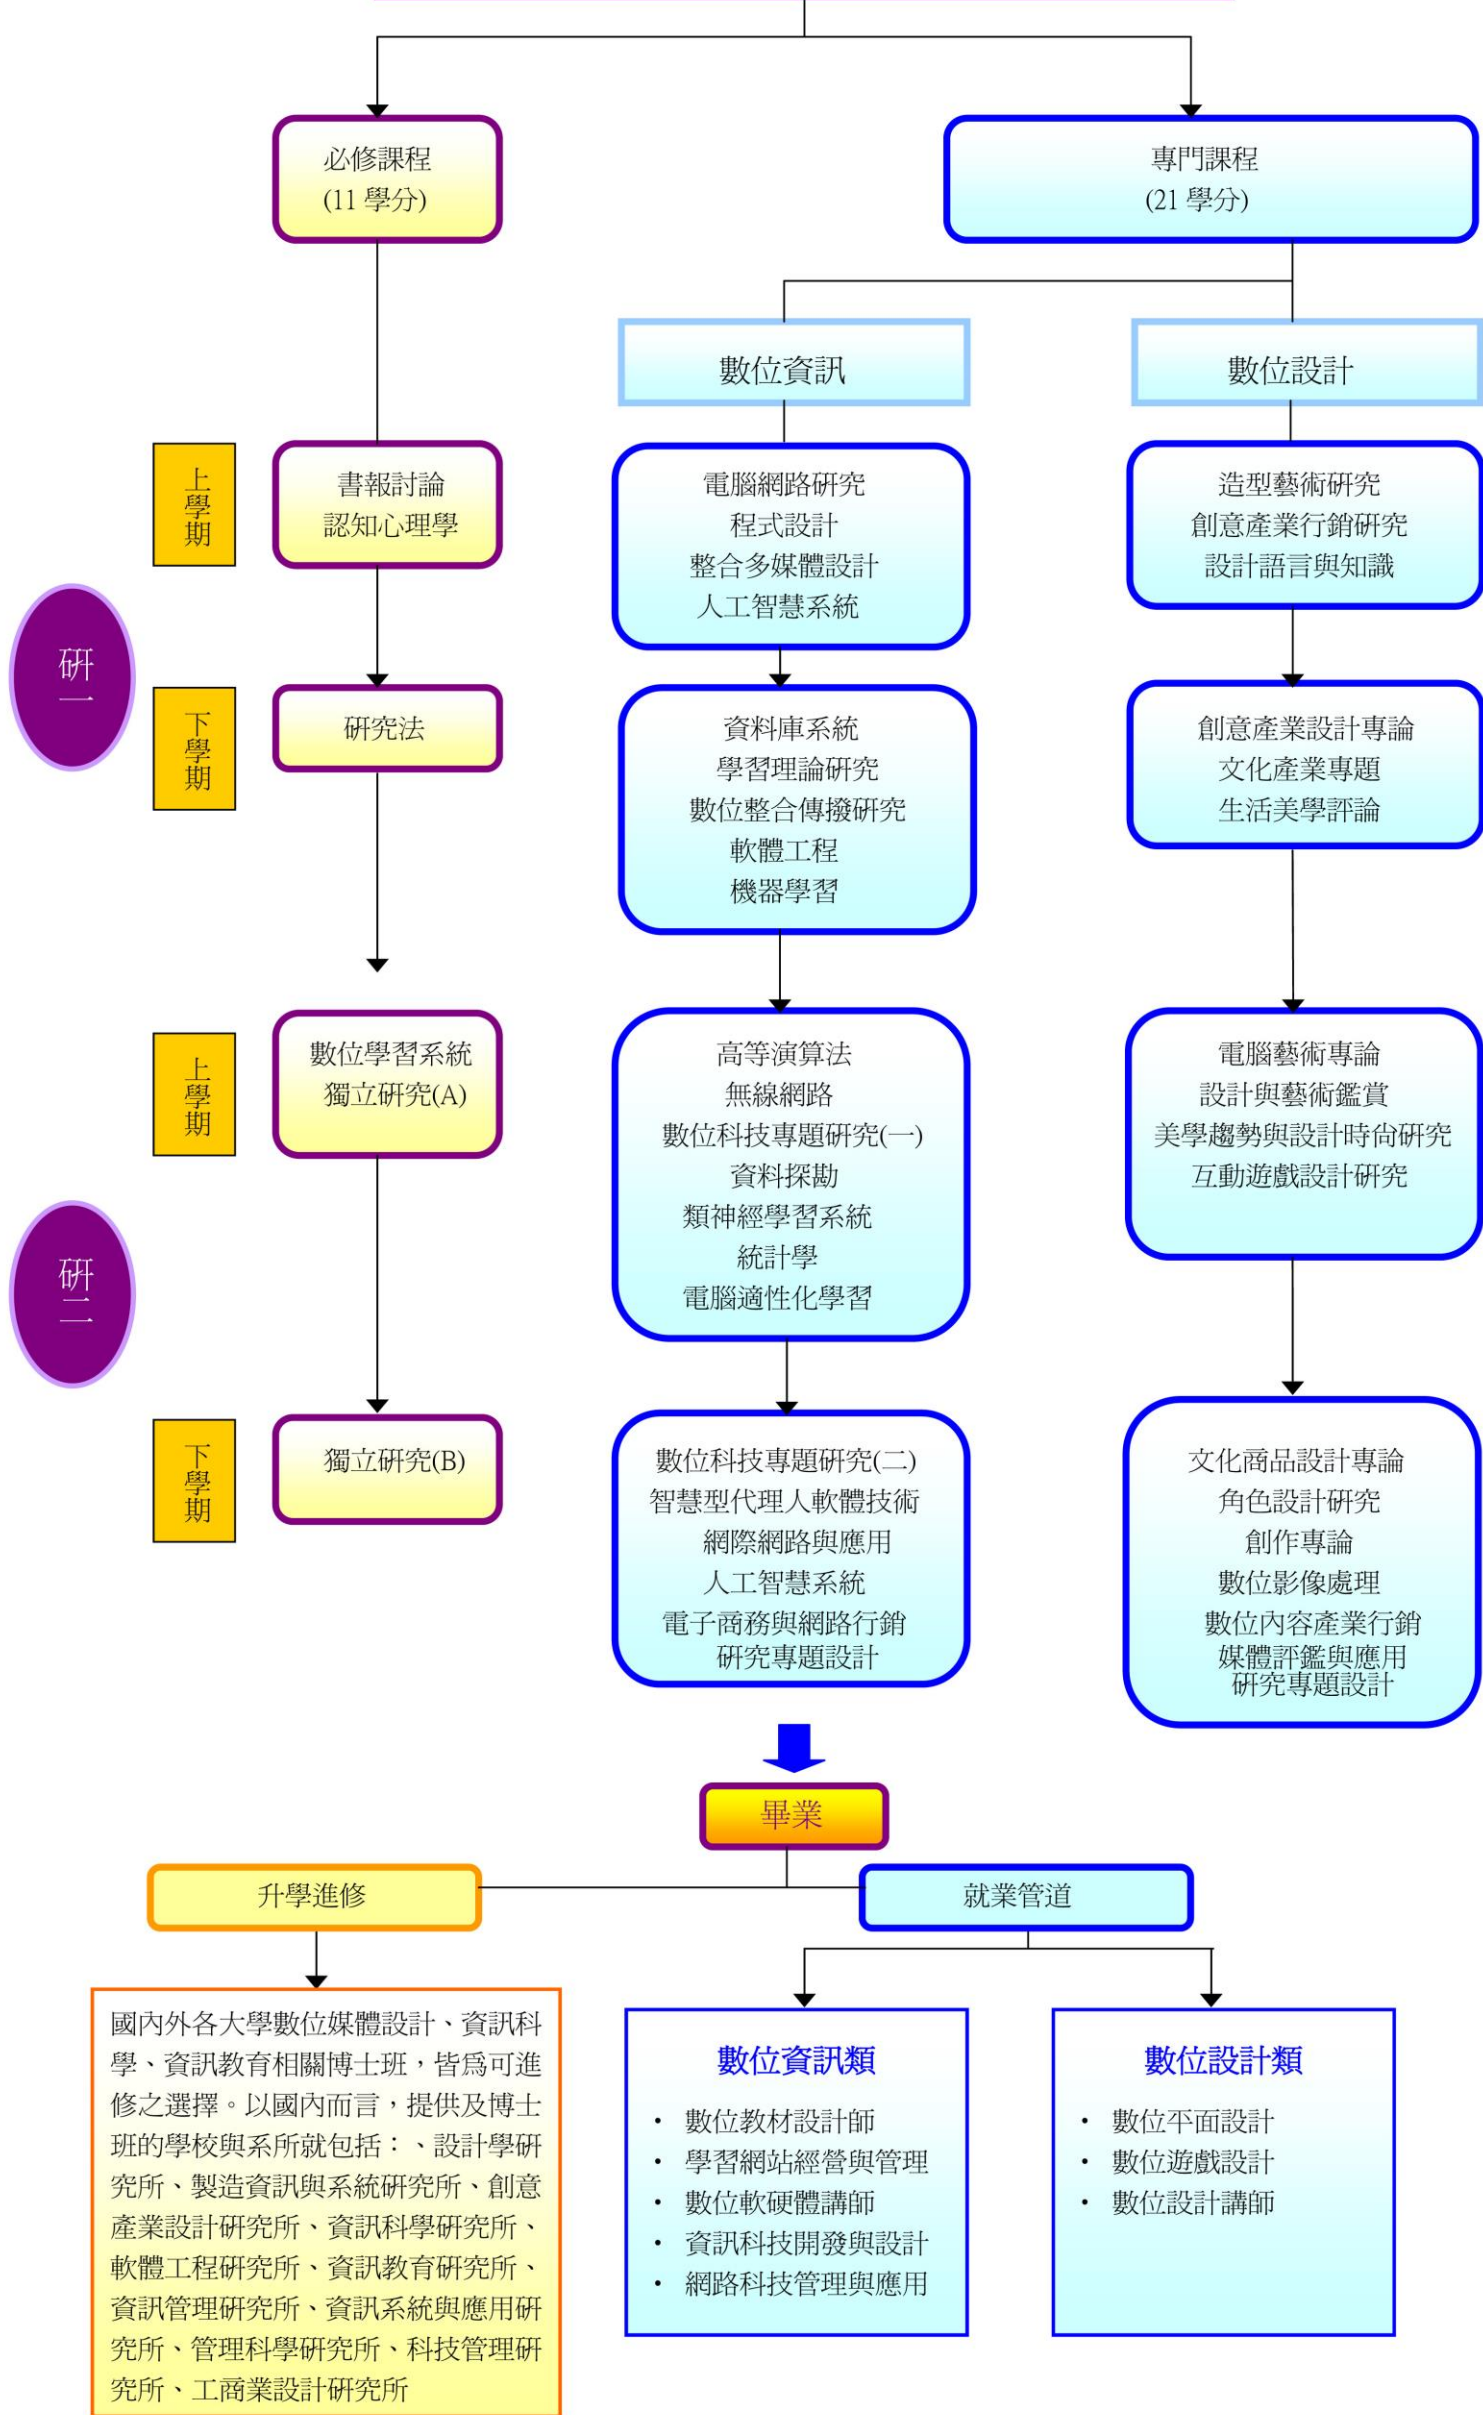 必修課程
(11 學分)
專門課程
(21 學分)
數位資訊
數位設計
研一
上學期
書報討論
認知心理學
電腦網路研究
程式設計
整合多媒體設計
人工智慧系統
造型藝術研究
創意產業行銷研究
設計語言與知識
下學期
研究法
資料庫系統
學習理論研究
數位整合傳撥研究
軟體工程
機器學習
創意產業設計專論
文化產業專題
生活美學評論
研二
上學期
數位學習系統
獨立研究(A)
高等演算法
無線網路
數位科技專題研究(一)
資料探勘
類神經學習系統
統計學
電腦適性化學習
電腦藝術專論
設計與藝術鑑賞
美學趨勢與設計時尚研究
互動遊戲設計研究
下學期
獨立研究(B)
數位科技專題研究(二)
智慧型代理人軟體技術
網際網路與應用
人工智慧系統
電子商務與網路行銷
研究專題設計
文化商品設計專論
角色設計研究
創作專論
數位影像處理
數位內容產業行銷
媒體評鑑與應用
研究專題設計
畢業
升學進修
就業管道
國內外各大學數位媒體設計、資訊科
學、資訊教育相關博士班，皆為可進
修之選擇。以國內而言，提供及博士
班的學校與系所就包括：、設計學研
究所、製造資訊與系統研究所、創意
產業設計研究所、資訊科學研究所、
軟體工程研究所、資訊教育研究所、
資訊管理研究所、資訊系統與應用研
究所、管理科學研究所、科技管理研
究所、工商業設計研究所
數位資訊類
• 數位教材設計師
• 學習網站經營與管理
• 數位軟硬體講師
• 資訊科技開發與設計
• 網路科技管理與應用
數位設計類
• 數位平面設計
• 數位遊戲設計
• 數位設計講師